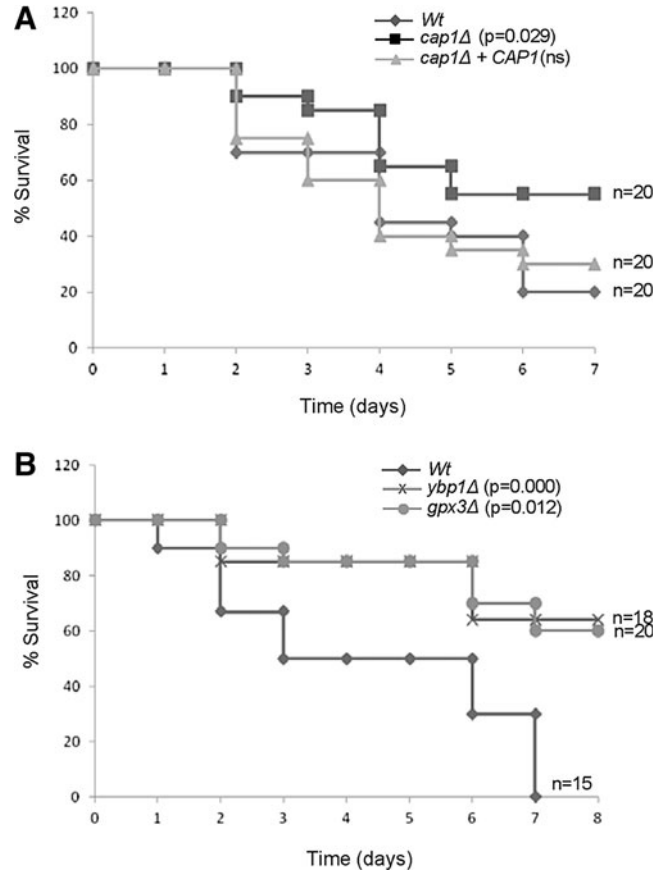 A
Wt
cap1Δ (p=0.029)
cap1Δ + CAP1(ns)
120
100
80
60
40
20
0
% Survival
n=20
n=20
n=20
0 1 2 3 4 5 6 7
Time (days)
B
Wt
ybp1Δ (p=0.000)
gpx3Δ (p=0.012)
120
100
80
60
40
20
0
% Survival
n=18
n=20
n=15
0 1 2 3 4 5 6 7 8
Time (days)